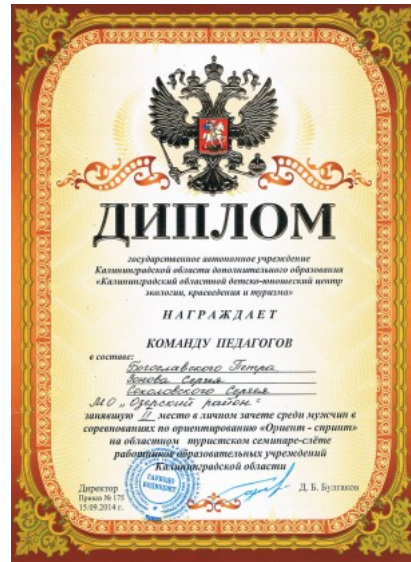 ДИПЛОМ
государственное автономное учреждение
Калининградской области дополнительного образования
«Калининградский областной детско-юношеский центр
экологии, краеведения и туризма»
НАГРАЖДАЕТ
КОМАНДУ ПЕДАГОГОВ
в составе:
Богославского Петра
Сергея
Соколовского Сергея
МО „Озерский район“
занявшую II место в личном зачете среди мужчин в
соревнованиях по ориентированию «Ориент - спринт»
на областном туристском семинаре-слёте
работников образовательных учреждений
Калининградской области
Директор
Д. Б. Булгаков
Приказ № 175
15.09.2014 г.